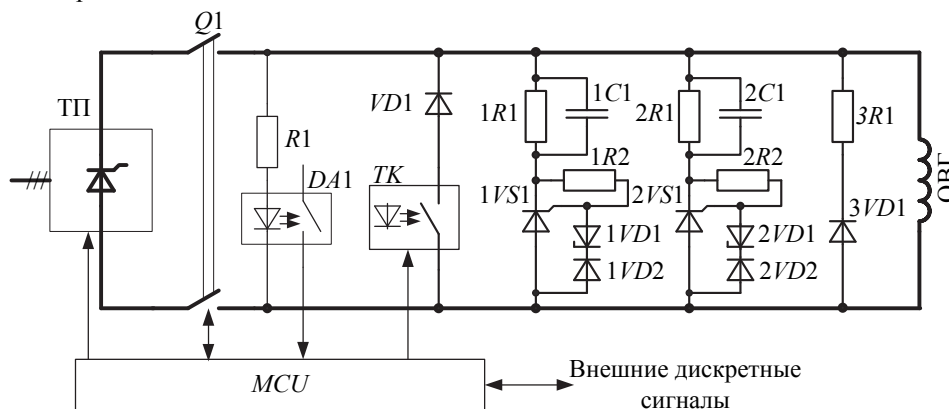 Q1
ТП
R1
DA1
VD1
TK
1R1
1C1
1R2
1VS1
1VD1
1VD2
2R1
2C1
2R2
2VS1
2VD1
2VD2
3R1
3VD1
ОВГ
MCU
Внешние дискретные
сигналы